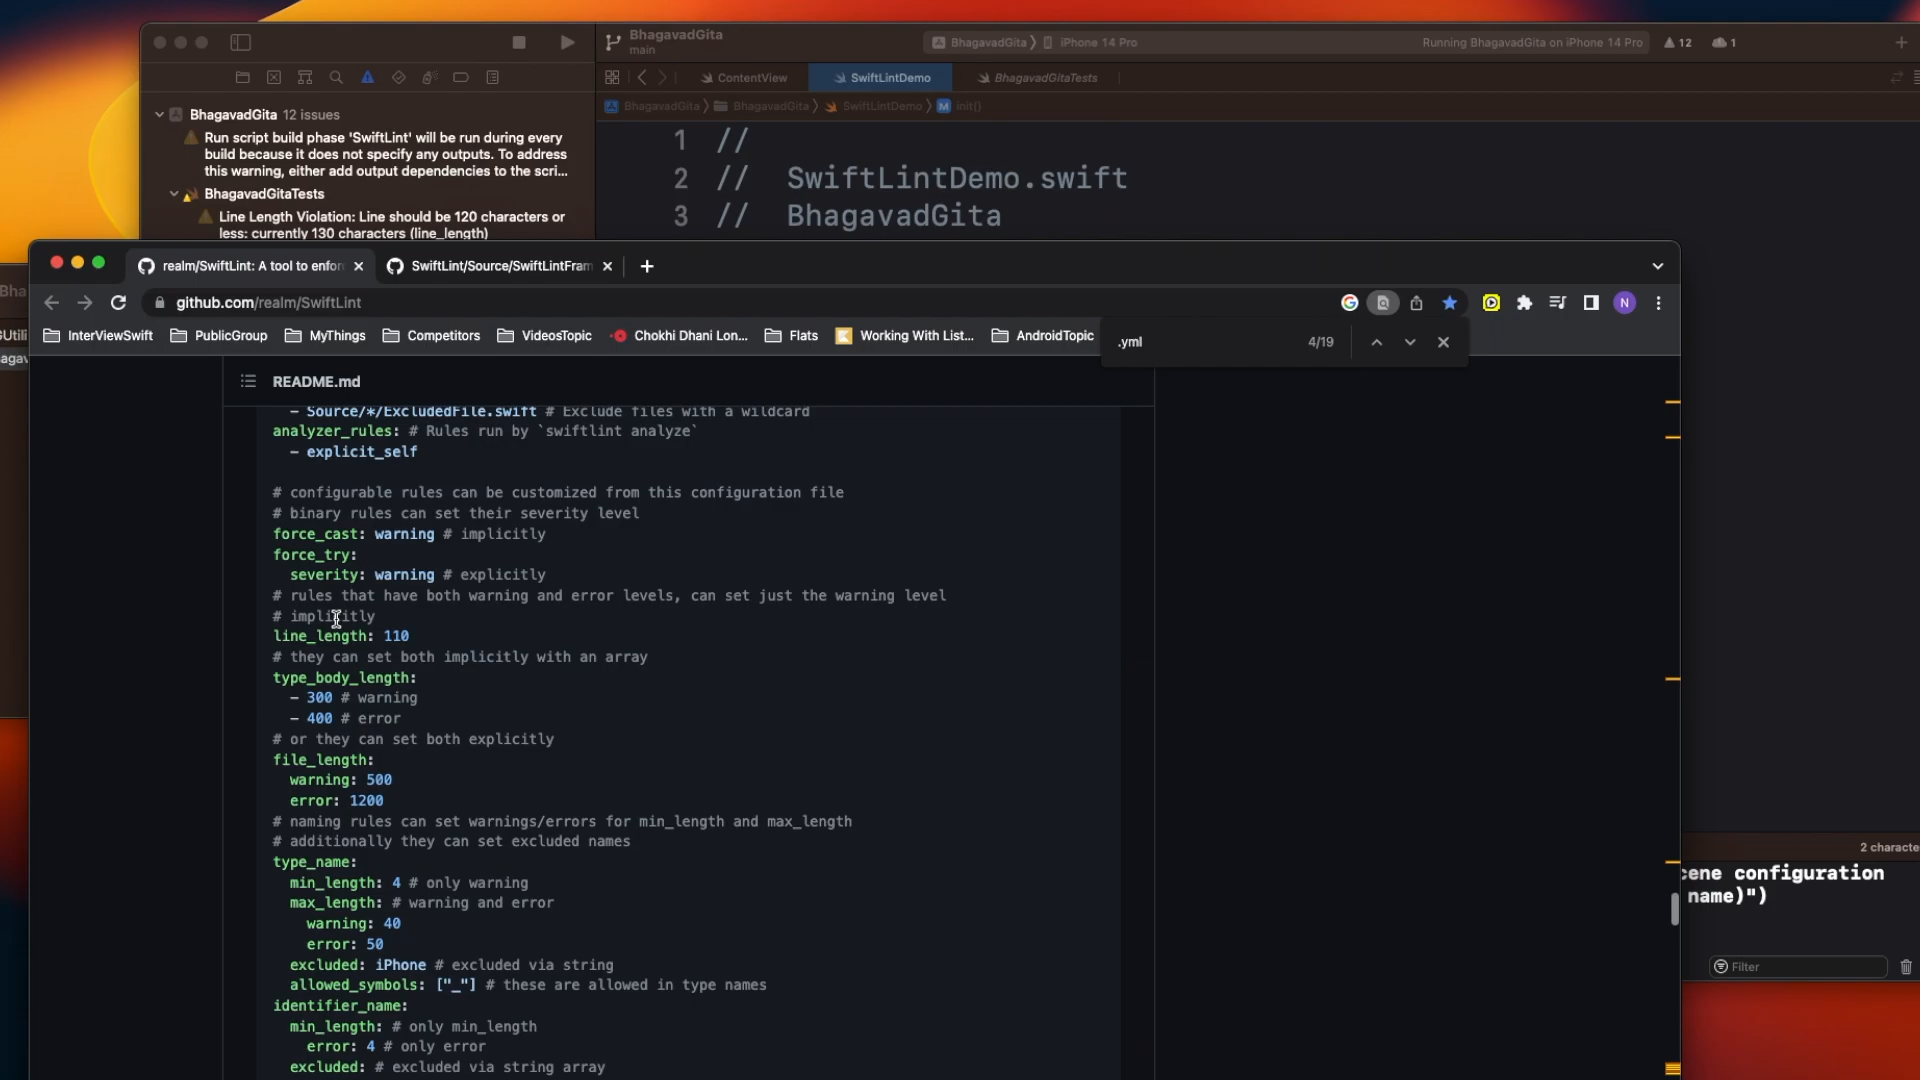 BhagavadGita
main
BhagavadGita
iPhone 14 Pro
Running BhagavadGita on iPhone 14 Pro
12
1
ContentView
SwiftLintDemo
BhagavadGitaTests
BhagavadGita
BhagavadGita
SwiftLintDemo
M
init()
BhagavadGita 12 issues
Run script build phase 'SwiftLint' will be run during every
build because it does not specify any outputs. To address
this warning, either add output dependencies to the scri...
BhagavadGitaTests
Line Length Violation: Line should be 120 characters or
less: currently 130 characters (line_length)
1 //
2 // SwiftLintDemo.swift
3 // BhagavadGita
realm/SwiftLint: A tool to enfor
SwiftLint/Source/SwiftLintFram
github.com/realm/SwiftLint
N
InterViewSwift
PublicGroup
MyThings
Competitors
VideosTopic
Chokhi Dhani Lon...
Flats
Working With List...
AndroidTopic
.yml
4/19
README.md
- Source/*/ExcludedFile.swift # Exclude files with a wildcard
analyzer_rules: # Rules run by `swiftlint analyze`
- explicit_self
# configurable rules can be customized from this configuration file
# binary rules can set their severity level
force_cast: warning # implicitly
force_try:
severity: warning # explicitly
# rules that have both warning and error levels, can set just the warning level
# implicitly
line_length: 110
# they can set both implicitly with an array
type_body_length:
- 300 # warning
- 400 # error
# or they can set both explicitly
file_length:
warning: 500
error: 1200
# naming rules can set warnings/errors for min_length and max_length
# additionally they can set excluded names
type_name:
min_length: 4 # only warning
max_length: # warning and error
warning: 40
error: 50
excluded: iPhone # excluded via string
allowed_symbols: ["_"] # these are allowed in type names
identifier_name:
min_length: # only min_length
error: 4 # only error
excluded: # excluded via string array
2 characte
cene configuration
name)")
Filter